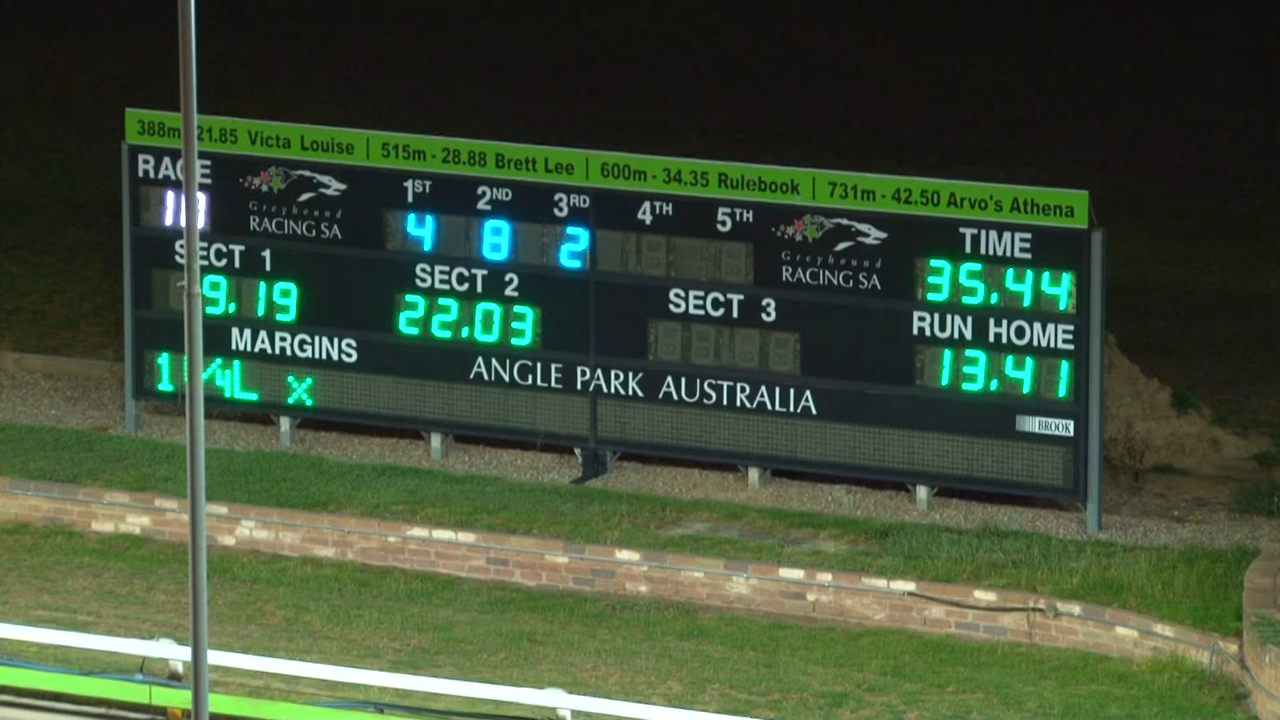 388m 21.85 Victa Louise | 515m - 28.88 Brett Lee | 600m - 34.35 Rulebook | 731m - 42.50 Arvo's Athena
RACE
Greyhound
RACING SA
1ST 2ND 3RD 4TH 5TH
4 8 2
Greyhound
RACING SA
TIME
35.44
SECT 1
9.19
SECT 2
22.03
SECT 3
RUN HOME
13.41
MARGINS
ANGLE PARK AUSTRALIA
BROOK